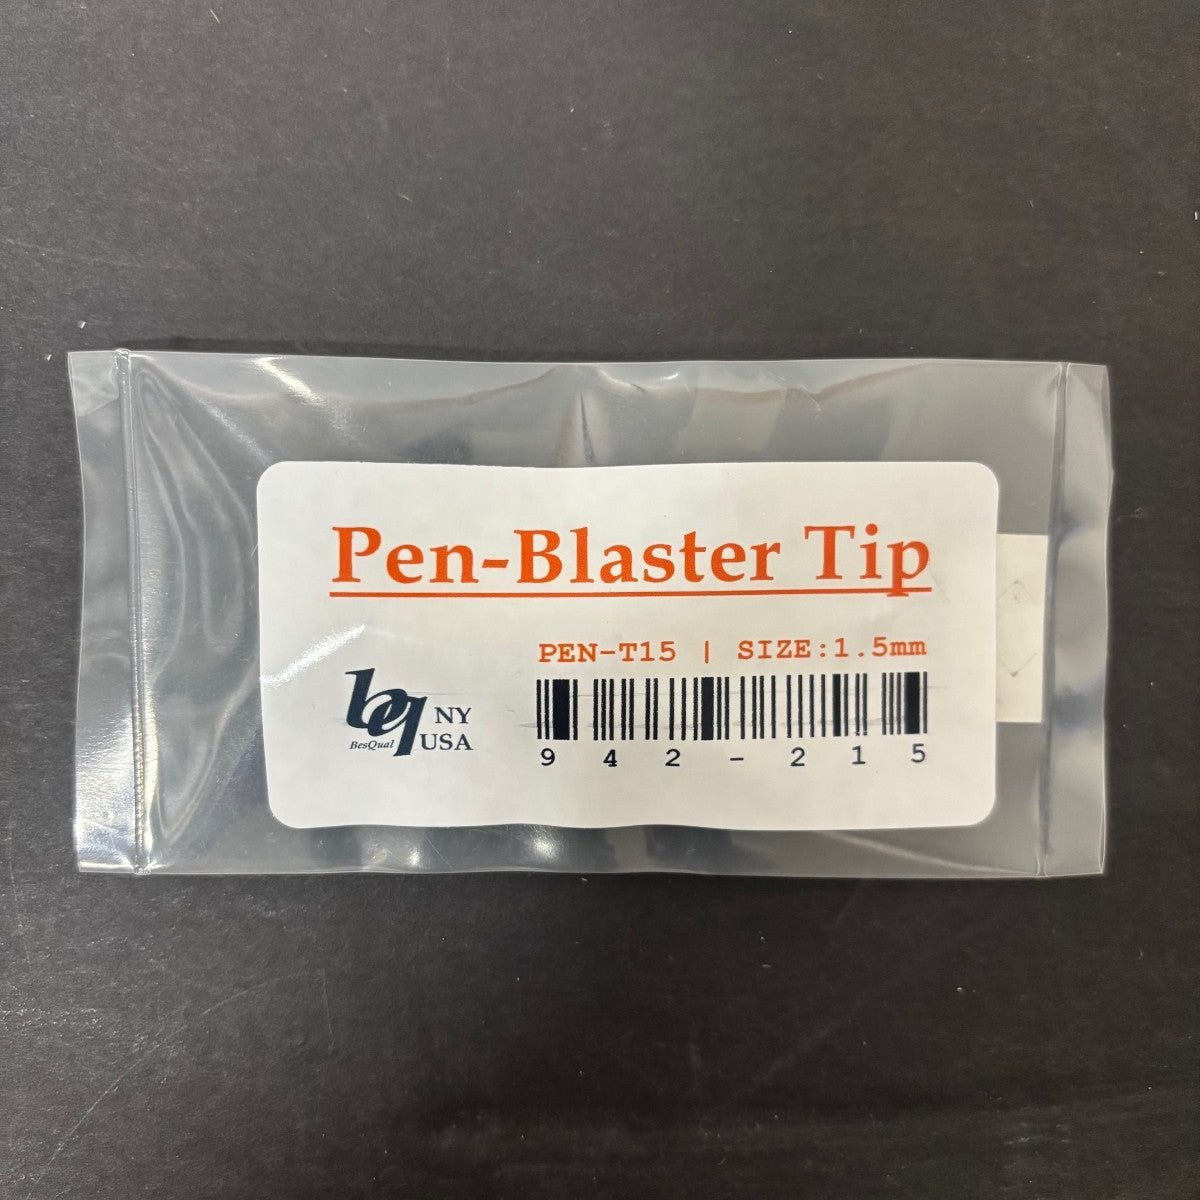 Pen-Blaster Tip
PEN-T15 | SIZE:1.5mm
bq
BesQual
NY
USA
942-215